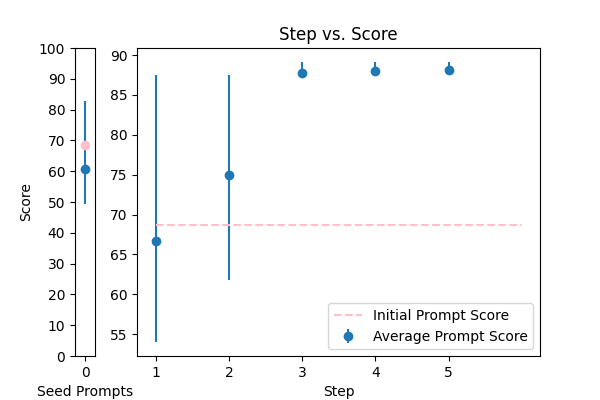 Step vs. Score
Score
100
90
80
70
60
50
40
30
20
10
0
0
Seed Prompts
90
85
80
75
70
65
60
55
1 2 3 4 5
Step
Initial Prompt Score
Average Prompt Score